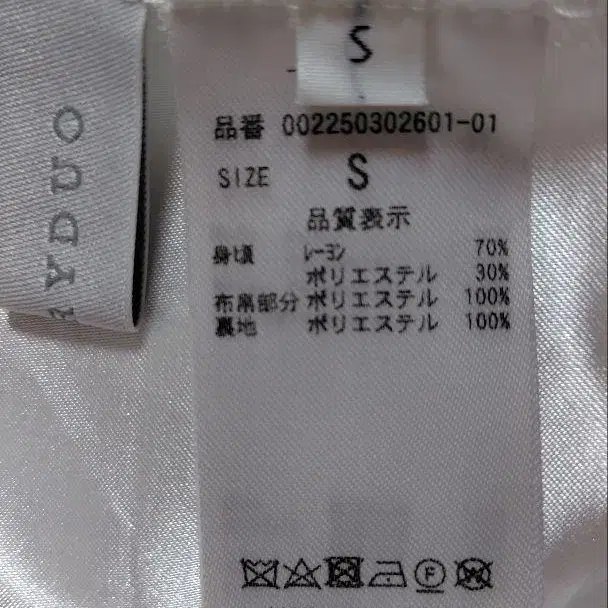 S
YDUO
品番 002250302601-01
SIZE S
品質表示
身頃 レーヨン 70%
ポリエステル 30%
布帛部分 ポリエステル 100%
裏地 ポリエステル 100%
F
W